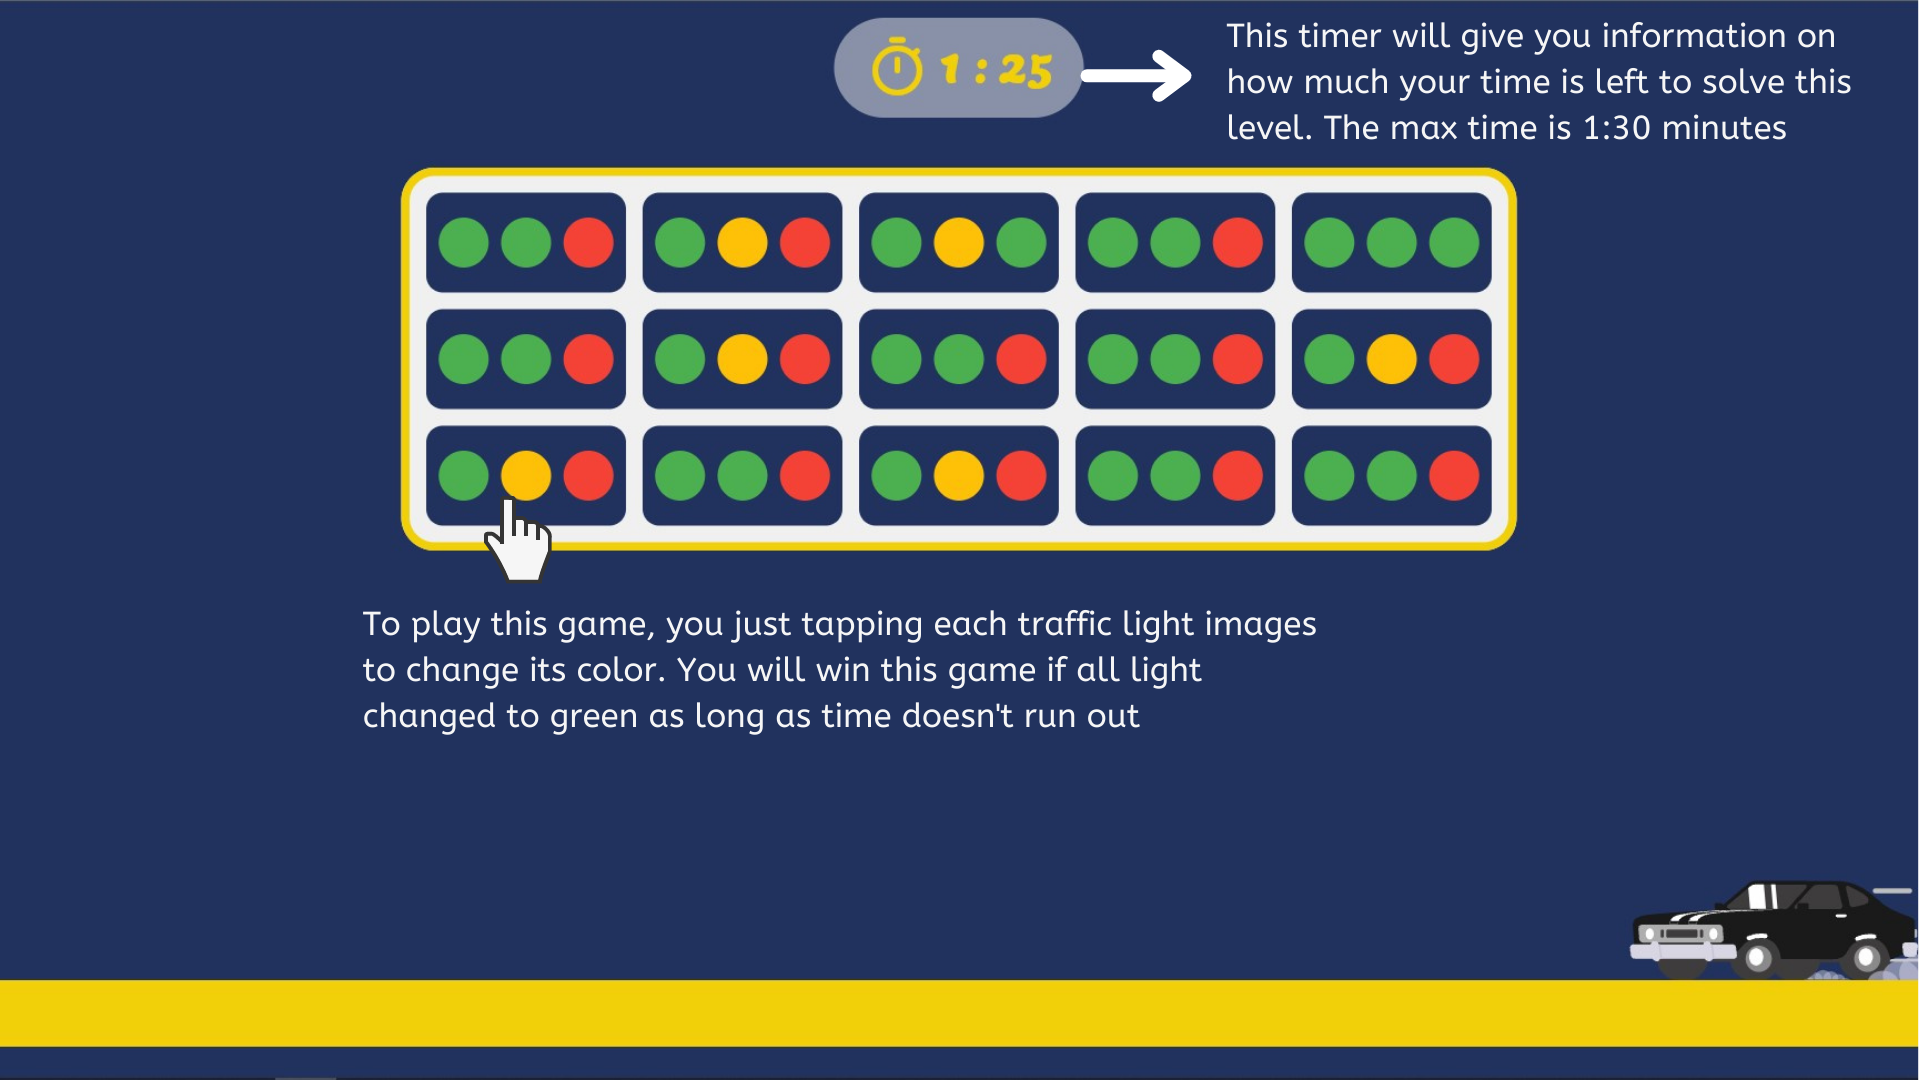 1 : 25
This timer will give you information on
how much your time is left to solve this
level. The max time is 1:30 minutes
To play this game, you just tapping each traffic light images
to change its color. You will win this game if all light
changed to green as long as time doesn't run out